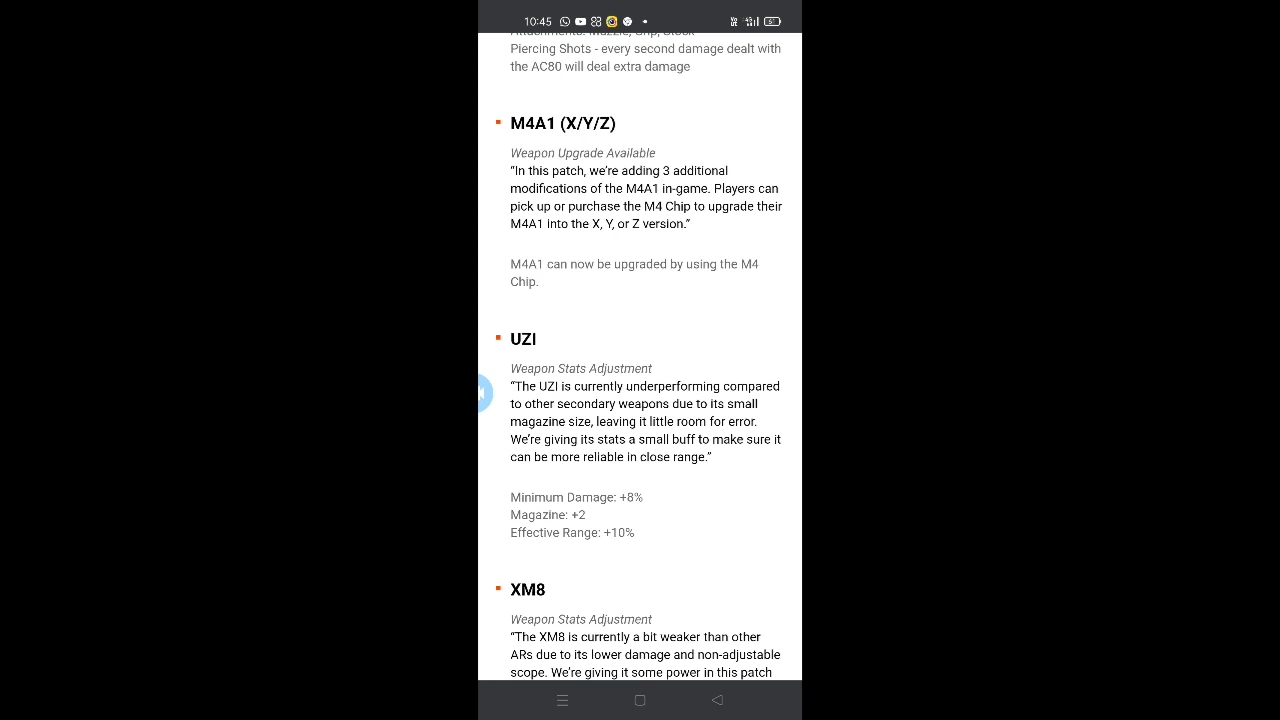 10:45
Attachments: Muzzle, Grip, Stock
Piercing Shots - every second damage dealt with
the AC80 will deal extra damage
M4A1 (X/Y/Z)
Weapon Upgrade Available
“In this patch, we’re adding 3 additional
modifications of the M4A1 in-game. Players can
pick up or purchase the M4 Chip to upgrade their
M4A1 into the X, Y, or Z version.”
M4A1 can now be upgraded by using the M4
Chip.
UZI
Weapon Stats Adjustment
“The UZI is currently underperforming compared
to other secondary weapons due to its small
magazine size, leaving it little room for error.
We’re giving its stats a small buff to make sure it
can be more reliable in close range.”
Minimum Damage: +8%
Magazine: +2
Effective Range: +10%
XM8
Weapon Stats Adjustment
“The XM8 is currently a bit weaker than other
ARs due to its lower damage and non-adjustable
scope. We’re giving it some power in this patch